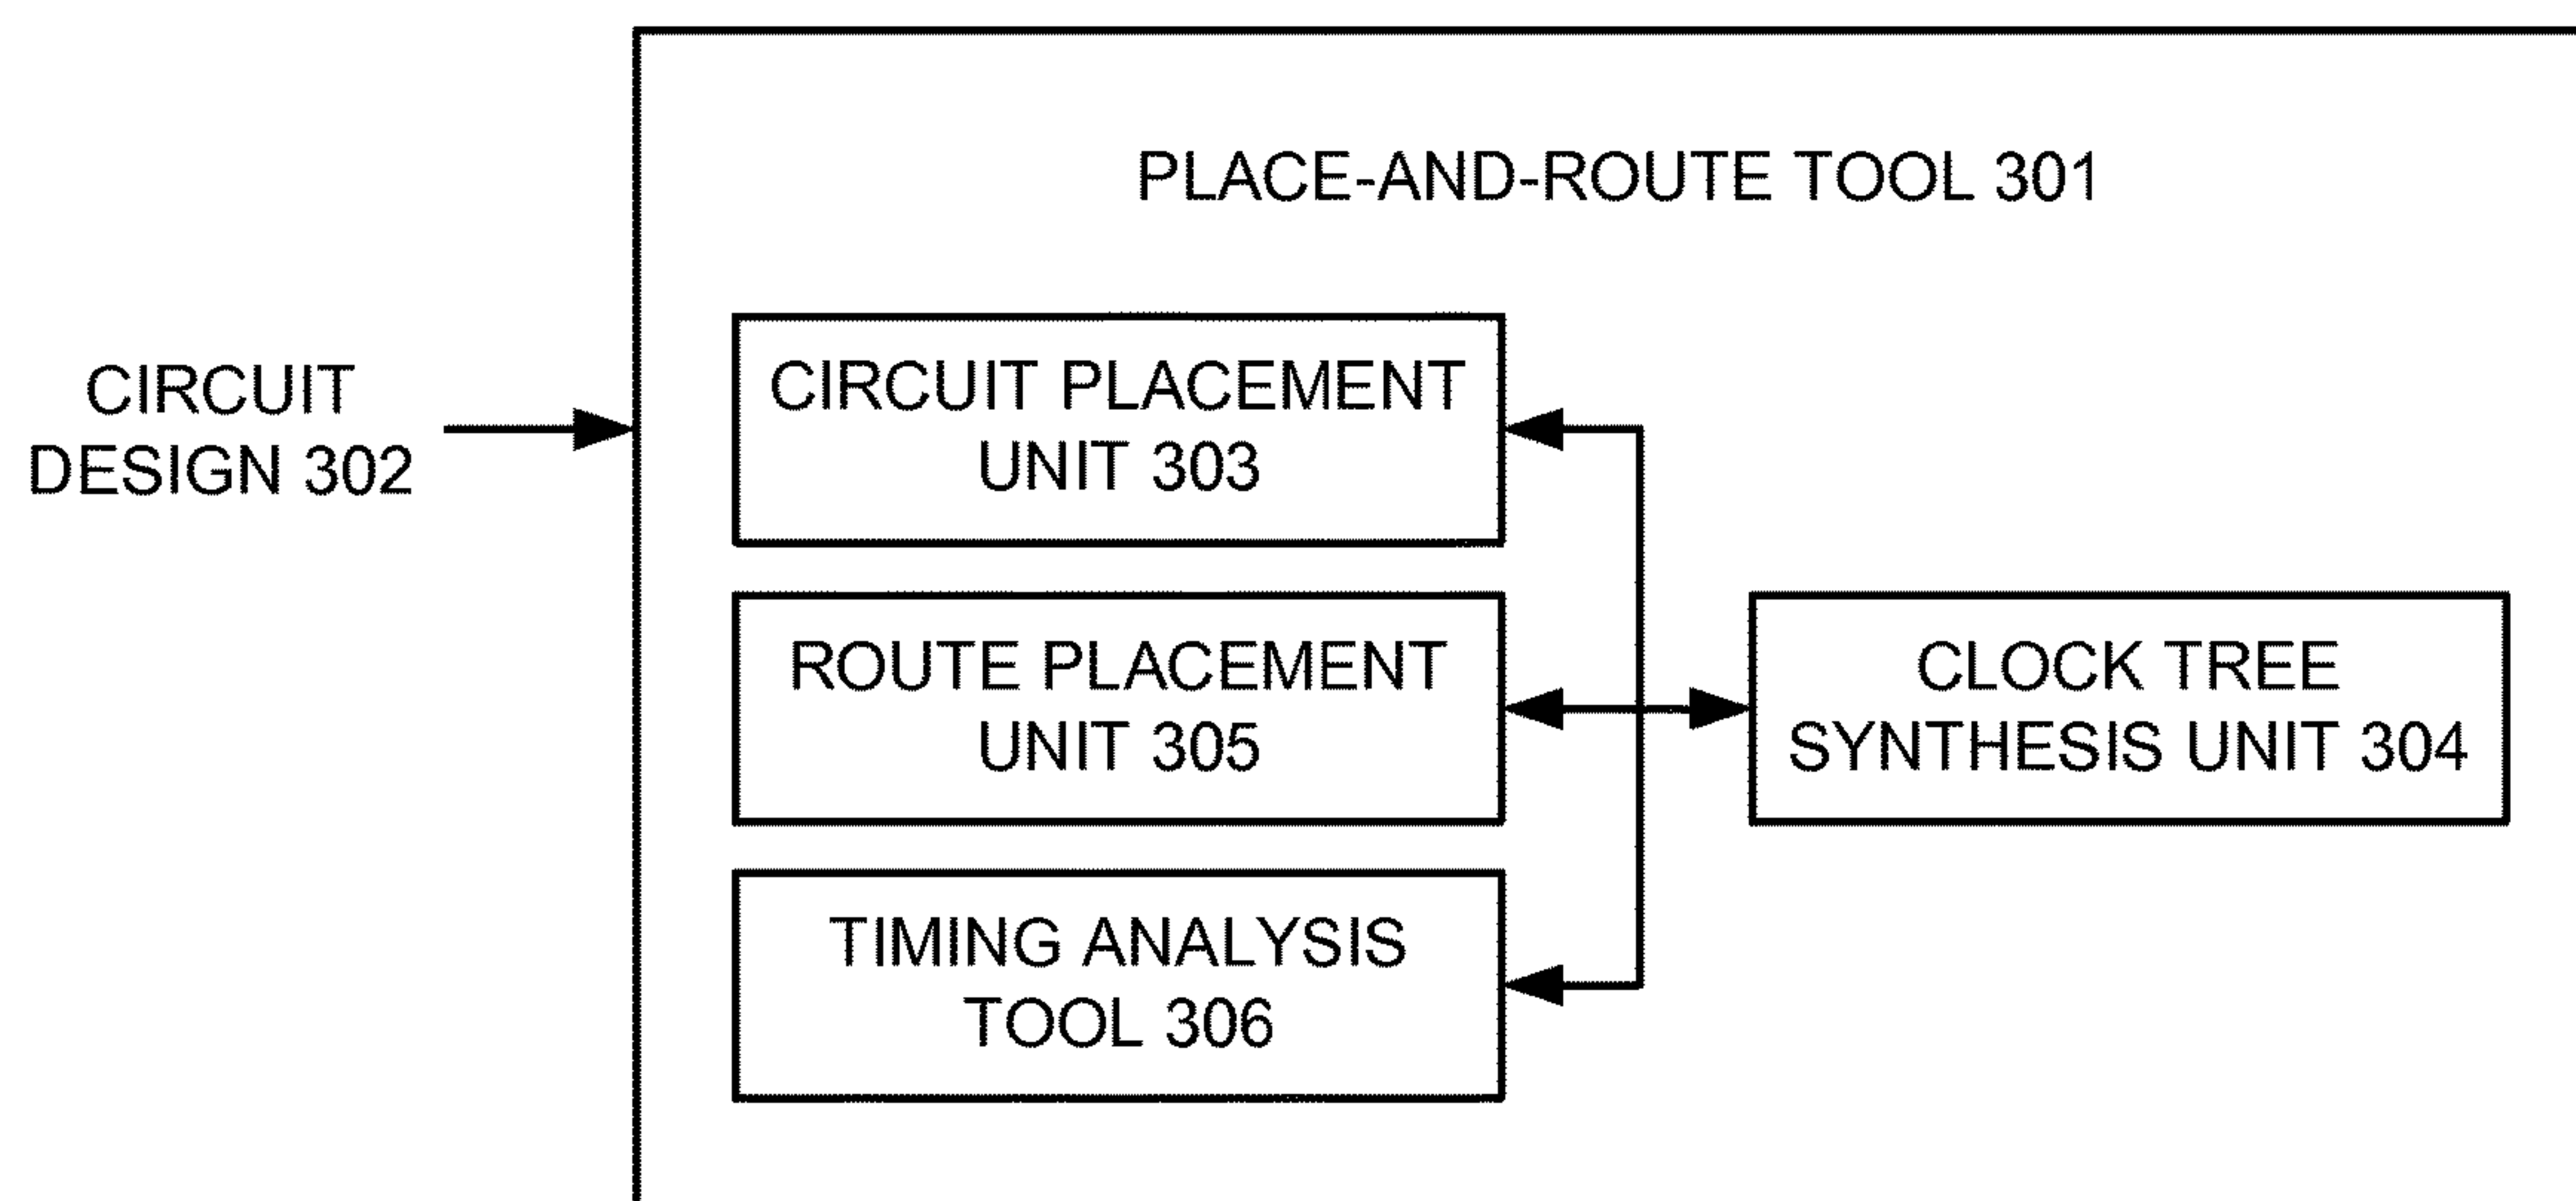 PLACE-AND-ROUTE TOOL 301
CIRCUIT
DESIGN 302
CIRCUIT PLACEMENT
UNIT 303
ROUTE PLACEMENT
UNIT 305
CLOCK TREE
SYNTHESIS UNIT 304
TIMING ANALYSIS
TOOL 306